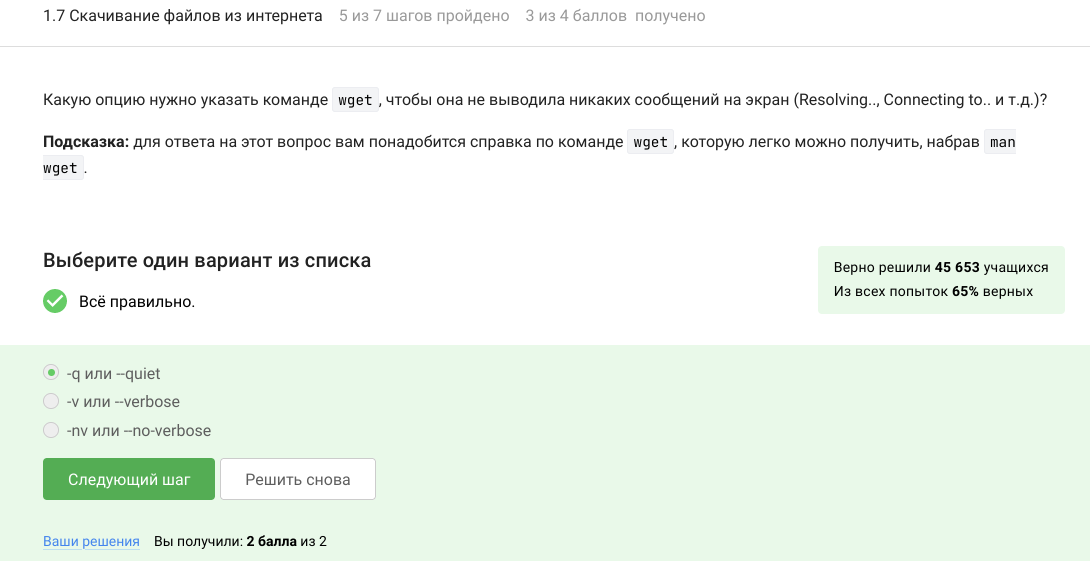 1.7 Скачивание файлов из интернета 5 из 7 шагов пройдено 3 из 4 баллов получено
Какую опцию нужно указать команде wget, чтобы она не выводила никаких сообщений на экран (Resolving.., Connecting to.. и т.д.)?
Подсказка: для ответа на этот вопрос вам понадобится справка по команде wget, которую легко можно получить, набрав man
wget.
Выберите один вариант из списка
Всё правильно.
Верно решили 45 653 учащихся
Из всех попыток 65% верных
-q или --quiet
-v или --verbose
-nv или --no-verbose
Следующий шаг
Решить снова
Ваши решения Вы получили: 2 балла из 2